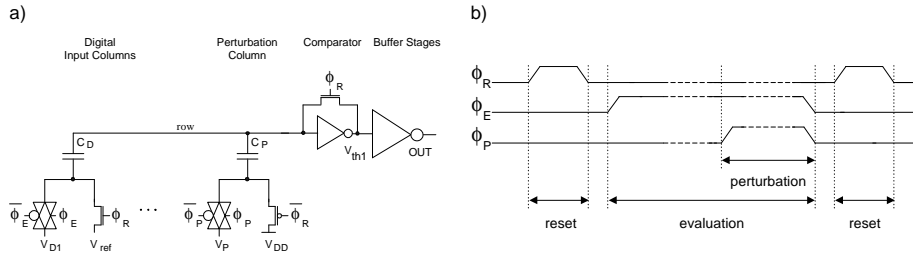 a)
Digital
Input Columns
Perturbation
Column
Comparator
Buffer Stages
ϕR
row
CD
CP
Vth1
OUT
ϕE
ϕE
ϕR
...
ϕP
ϕP
ϕR
VD1
Vref
VP
VDD
b)
ϕR
ϕE
ϕP
perturbation
reset
evaluation
reset